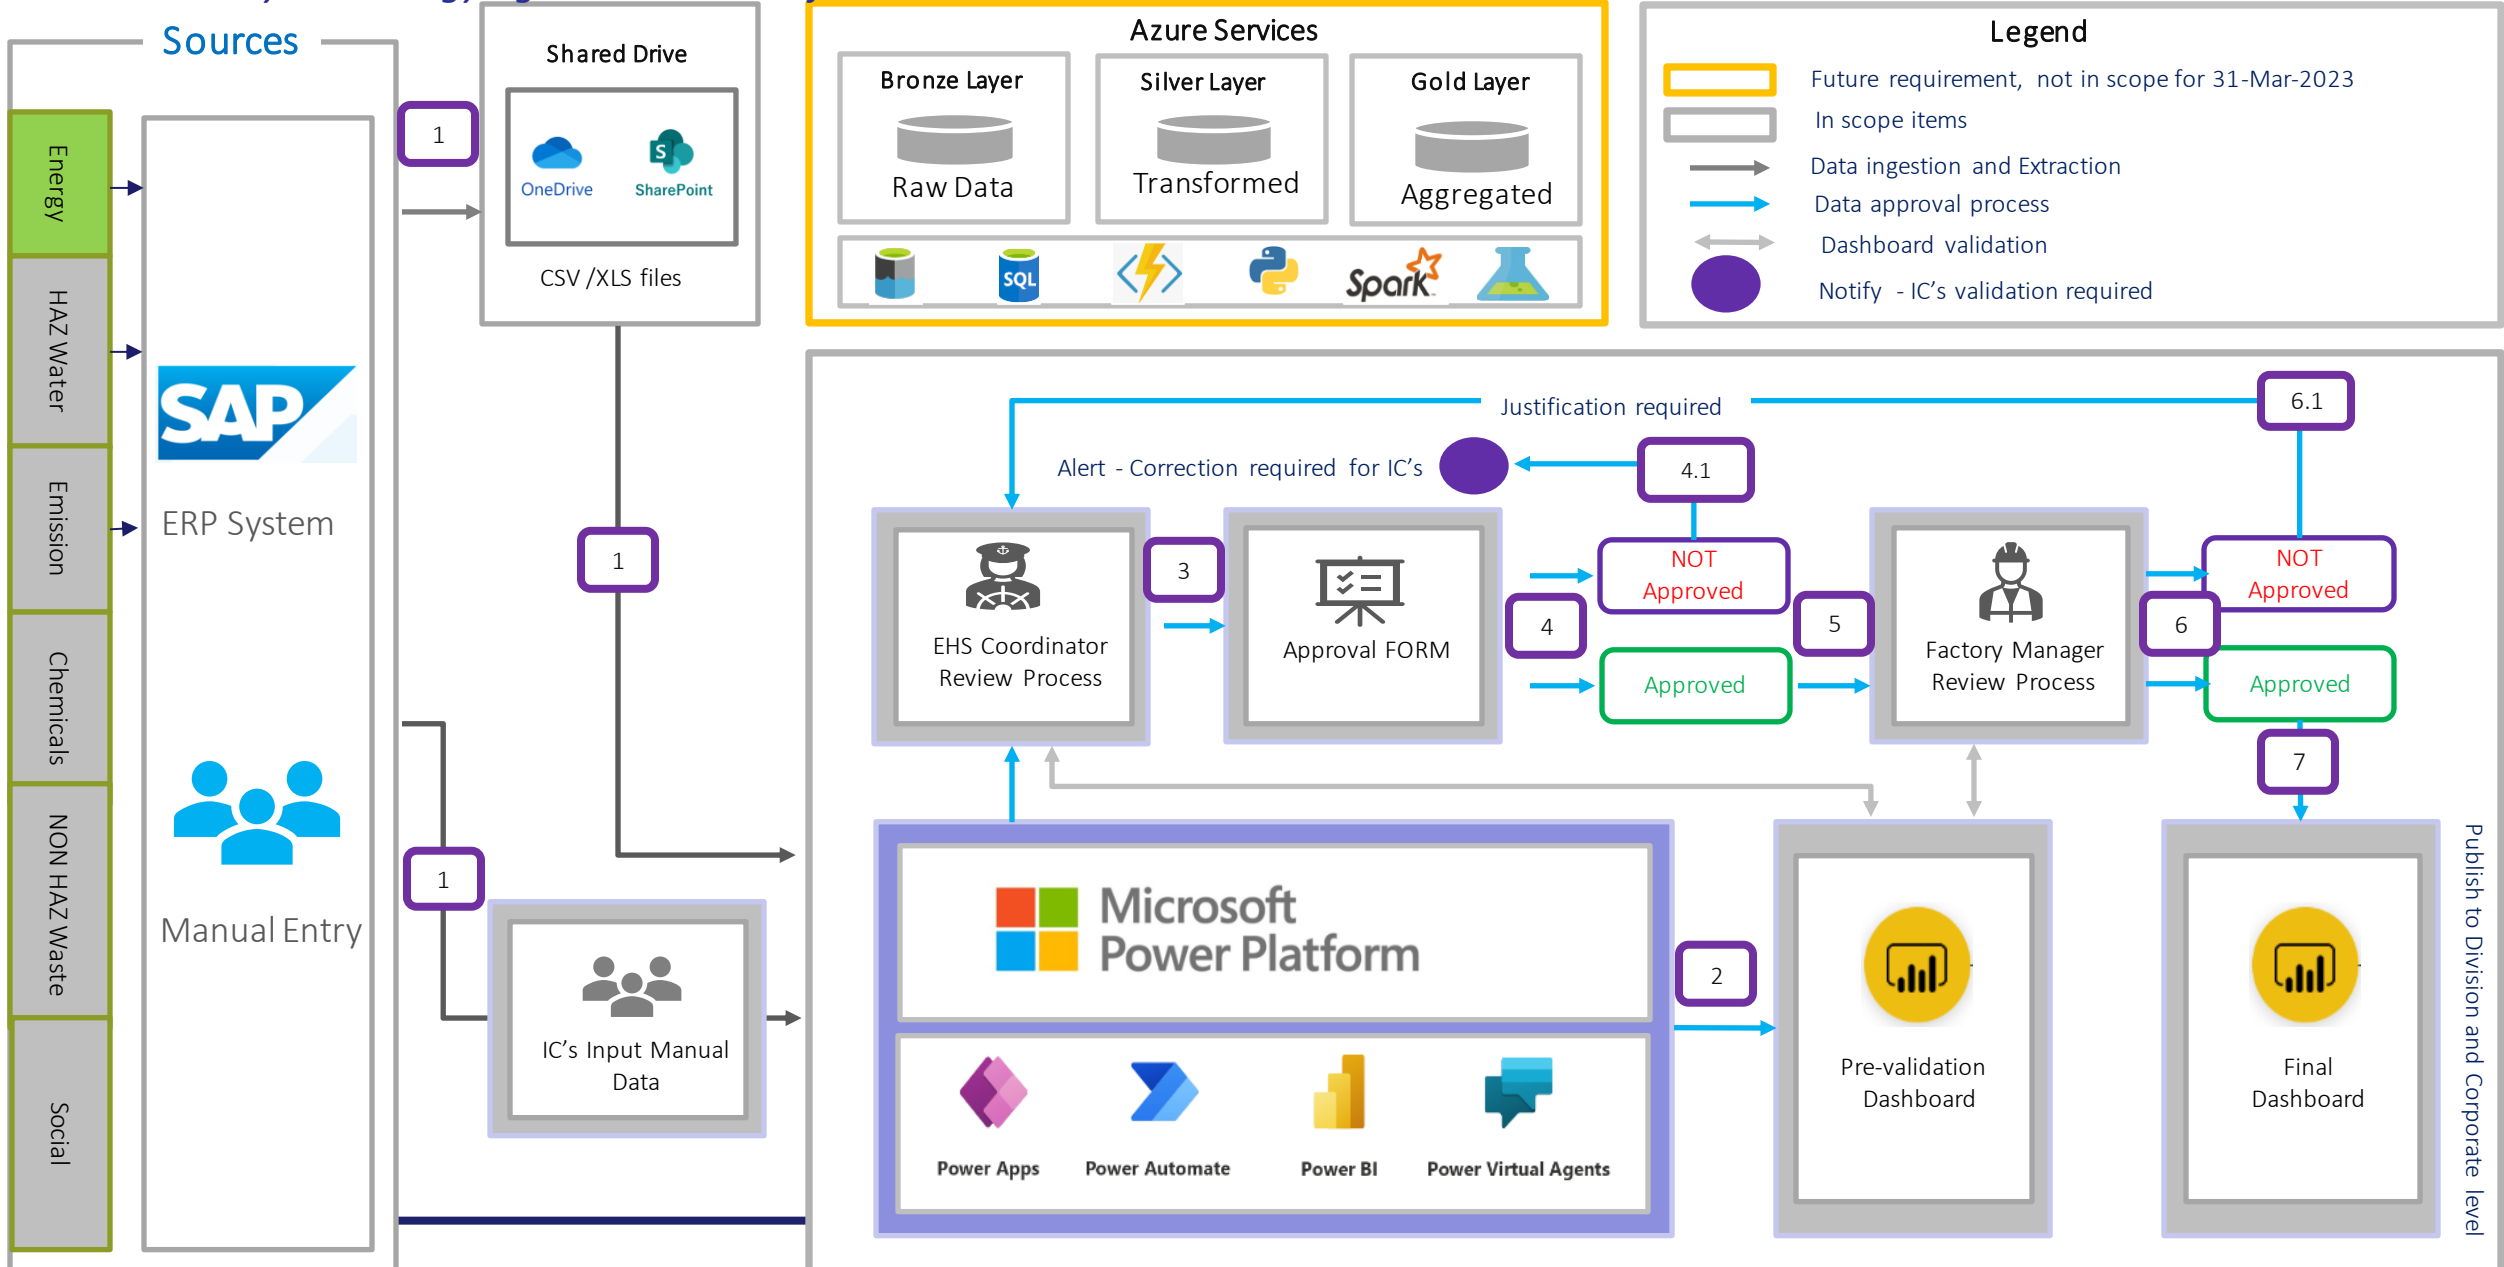 Sources
Energy
HAZ Water
Emission
Chemicals
NON HAZ Waste
Social
SAP
ERP System
Manual Entry
1
Shared Drive
OneDrive
S
SharePoint
CSV /XLS files
1
1
IC's Input Manual
Data
Azure Services
Bronze Layer
Raw Data
Silver Layer
Transformed
Gold Layer
Aggregated
SQL
Spark
Legend
Future requirement, not in scope for 31-Mar-2023
In scope items
Data ingestion and Extraction
Data approval process
Dashboard validation
Notify - IC's validation required
Justification required
6.1
Alert - Correction required for IC's
4.1
EHS Coordinator
Review Process
3
Approval FORM
4
NOT
Approved
Approved
5
Factory Manager
Review Process
6
NOT
Approved
Approved
7
Microsoft
Power Platform
Power Apps
Power Automate
Power BI
Power Virtual Agents
2
Pre-validation
Dashboard
Final
Dashboard
Publish to Division and Corporate level